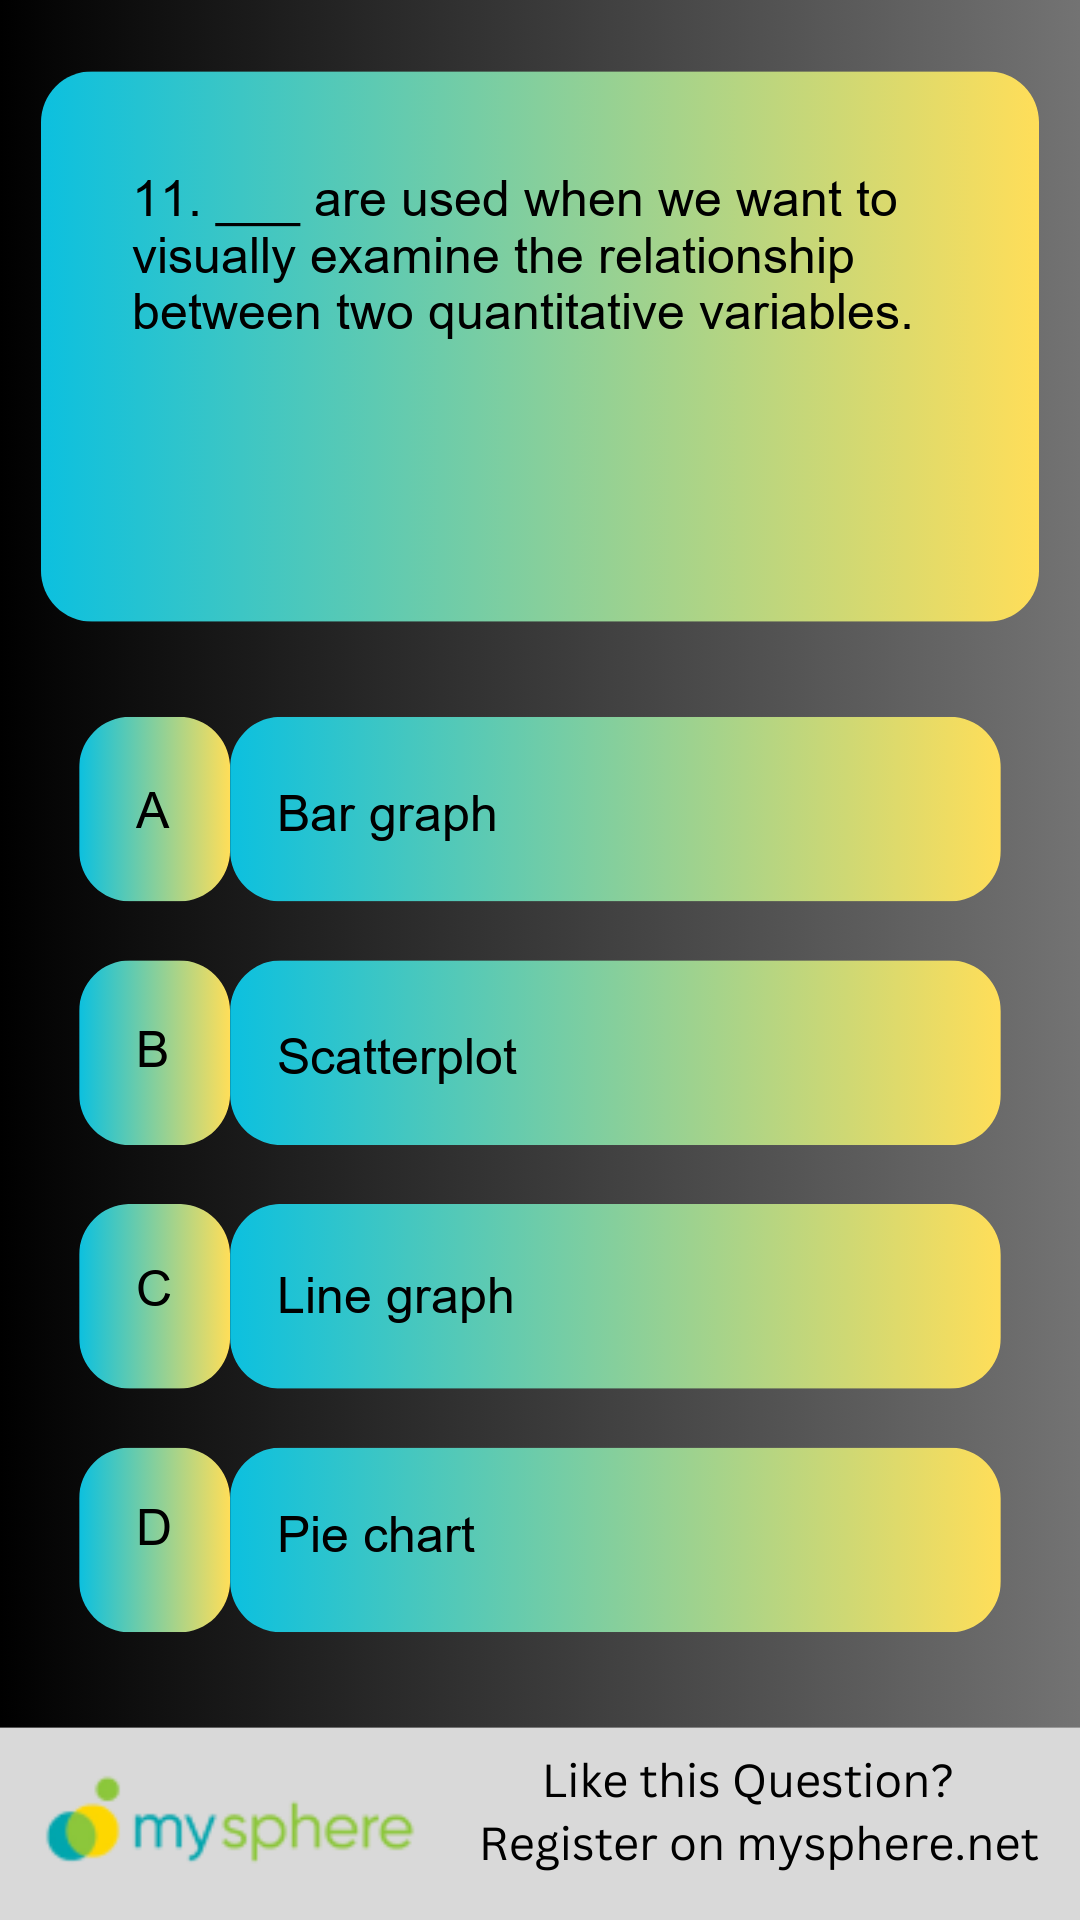 11. ___ are used when we want to
visually examine the relationship
between two quantitative variables.
A
Bar graph
B
Scatterplot
C
Line graph
D
Pie chart
mysphere
Like this Question?
Register on mysphere.net